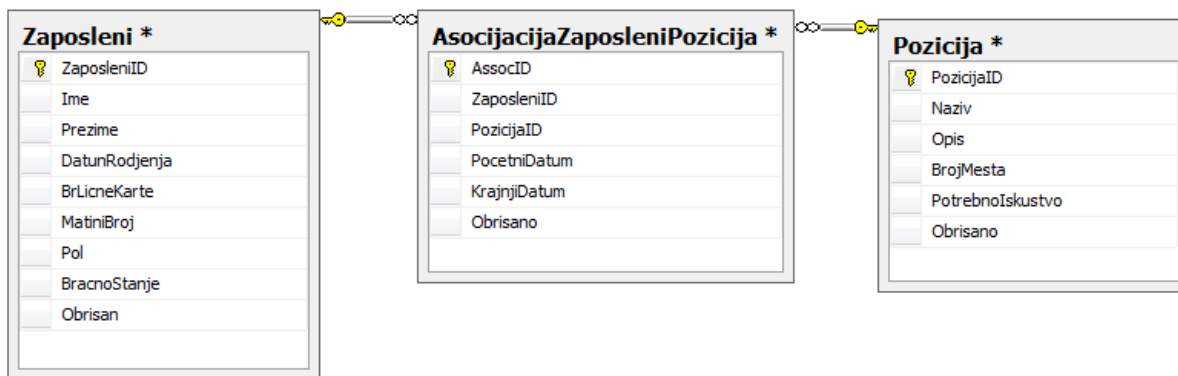 Zaposleni *
ZaposleniID
Ime
Prezime
DatunRodjenja
BrLicneKarte
MatiniBroj
Pol
BracnoStanje
Obrisan
AsocijacijaZaposleniPozicija *
AssocID
ZaposleniID
PozicijaID
PocetniDatum
KrajnjiDatum
Obrisano
Pozicija *
PozicijaID
Naziv
Opis
BrojMesta
PotrebnoIskustvo
Obrisano